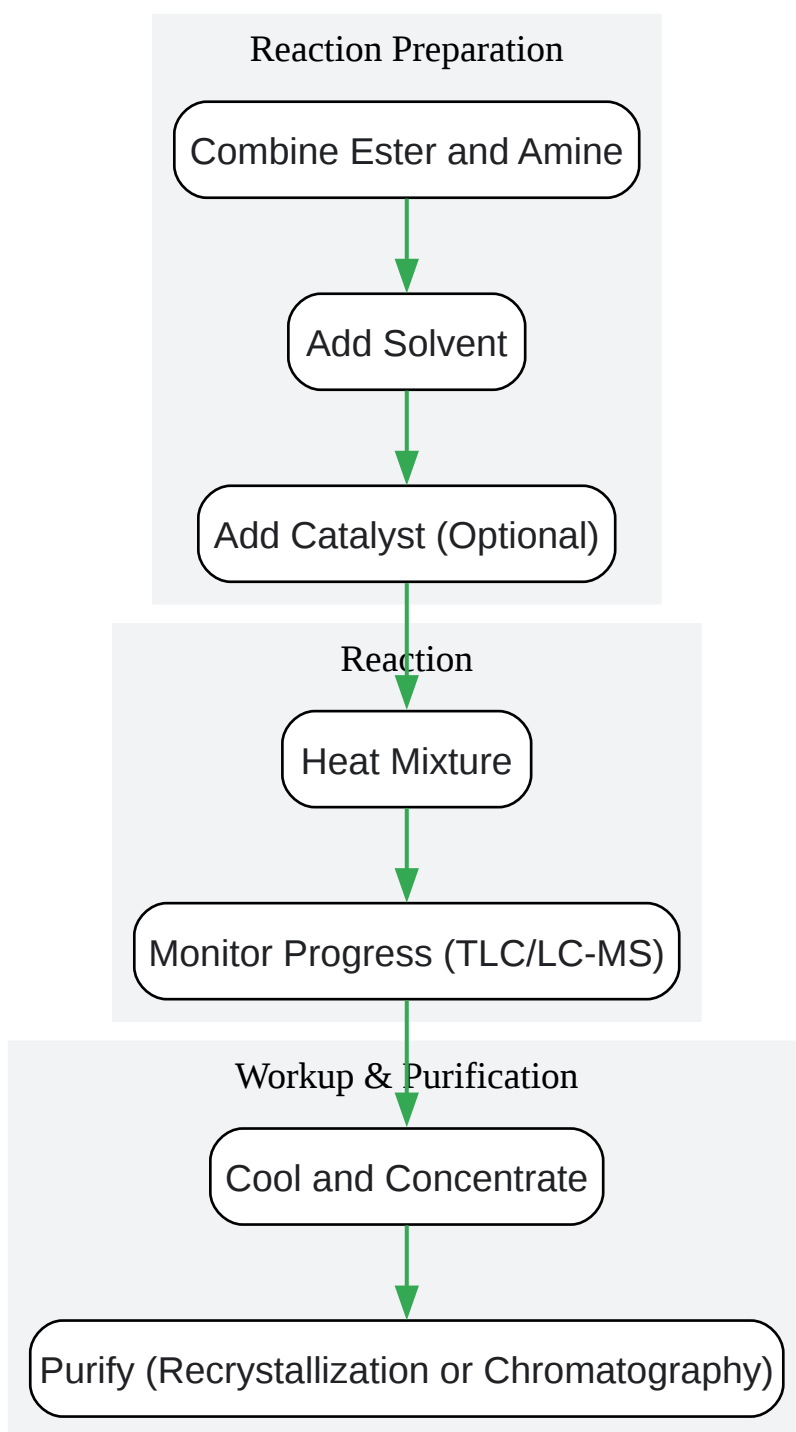 Reaction Preparation
Combine Ester and Amine
Add Solvent
Add Catalyst (Optional)
Reaction
Heat Mixture
Monitor Progress (TLC/LC-MS)
Workup & Purification
Cool and Concentrate
Purify (Recrystallization or Chromatography)